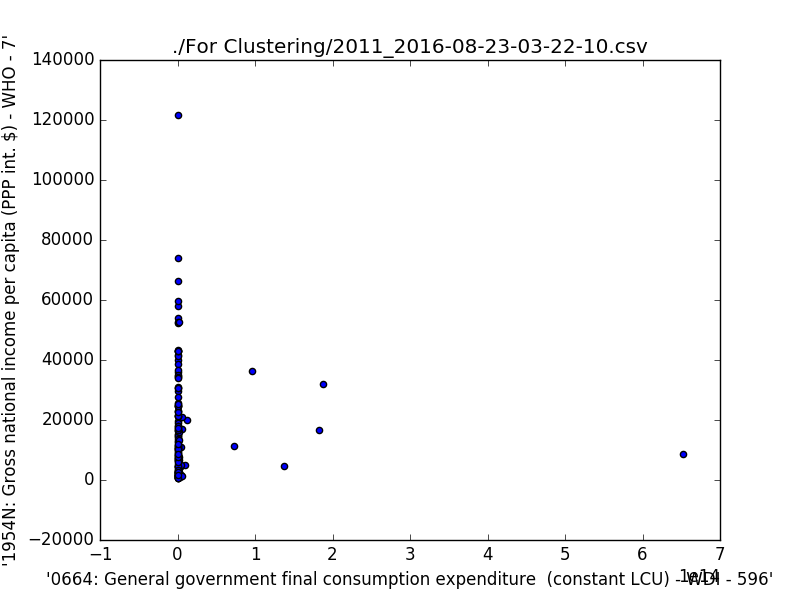 ./For Clustering/2011_2016-08-23-03-22-10.csv
'1954N: Gross national income per capita (PPP int. $) - WHO - 7'
140000
120000
100000
80000
60000
40000
20000
0
−20000
−1 0 1 2 3 4 5 6 7
1e14
'0664: General government final consumption expenditure  (constant LCU) - WDI - 596'